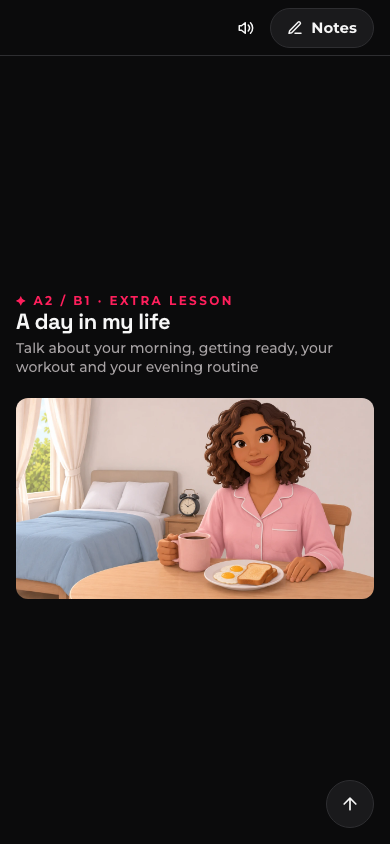 Notes
A2 / B1 · EXTRA LESSON
A day in my life
Talk about your morning, getting ready, your
workout and your evening routine